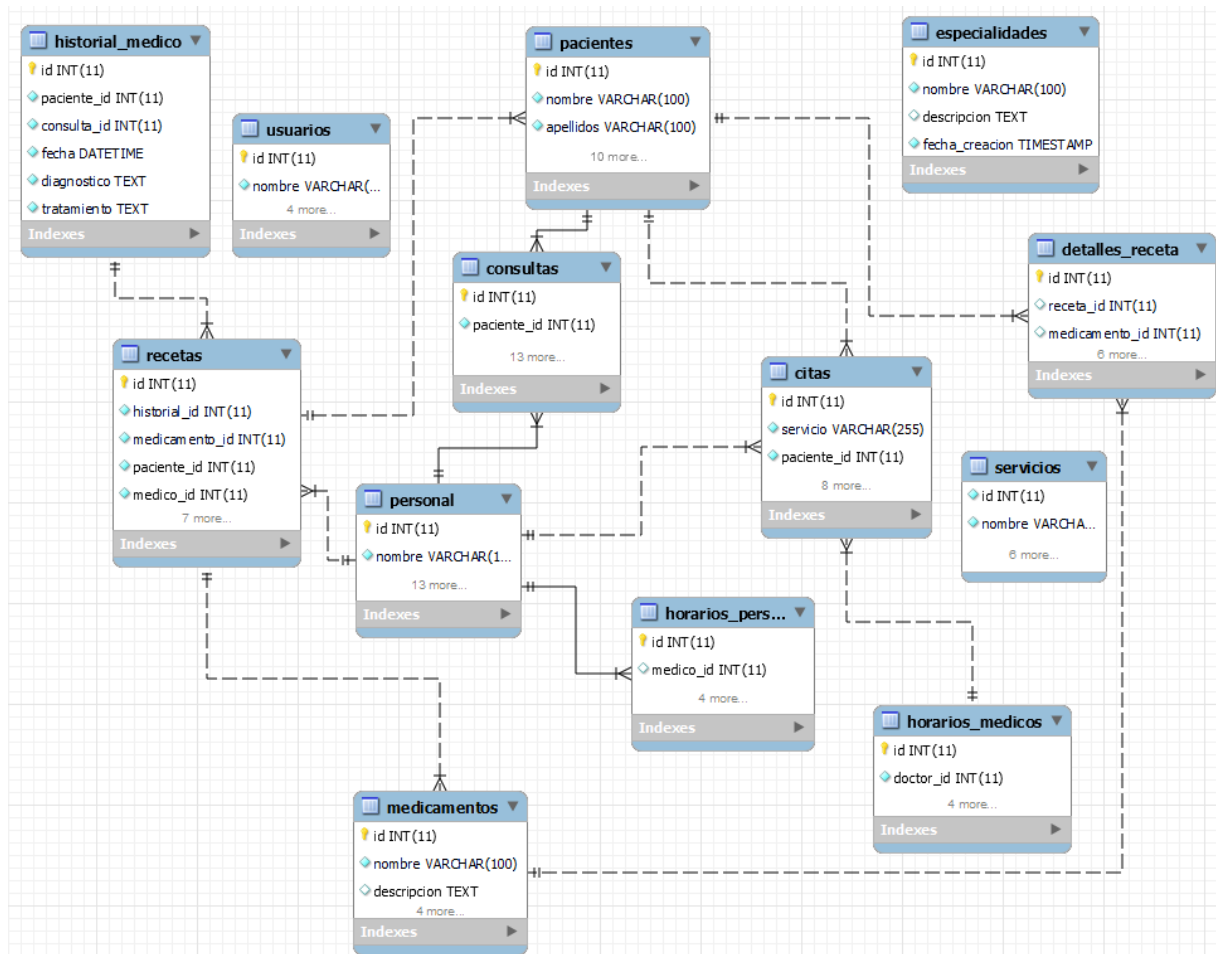 historial_medico
id INT(11)
paciente_id INT(11)
consulta_id INT(11)
fecha DATETIME
diagnostico TEXT
tratamiento TEXT
Indexes
usuarios
id INT(11)
nombre VARCHAR(...
4 more...
Indexes
pacientes
id INT(11)
nombre VARCHAR(100)
apellidos VARCHAR(100)
10 more...
Indexes
especialidades
id INT(11)
nombre VARCHAR(100)
descripcion TEXT
fecha_creacion TIMESTAMP
Indexes
consultas
id INT(11)
paciente_id INT(11)
13 more...
Indexes
detalles_receta
id INT(11)
receta_id INT(11)
medicamento_id INT(11)
6 more...
Indexes
recetas
id INT(11)
historial_id INT(11)
medicamento_id INT(11)
paciente_id INT(11)
medico_id INT(11)
7 more...
Indexes
citas
id INT(11)
servicio VARCHAR(255)
paciente_id INT(11)
8 more...
Indexes
servicios
id INT(11)
nombre VARCHA...
6 more...
personal
id INT(11)
nombre VARCHAR(1...
13 more...
Indexes
horarios_pers...
id INT(11)
medico_id INT(11)
4 more...
Indexes
horarios_medicos
id INT(11)
doctor_id INT(11)
4 more...
Indexes
medicamentos
id INT(11)
nombre VARCHAR(100)
descripcion TEXT
4 more...
Indexes